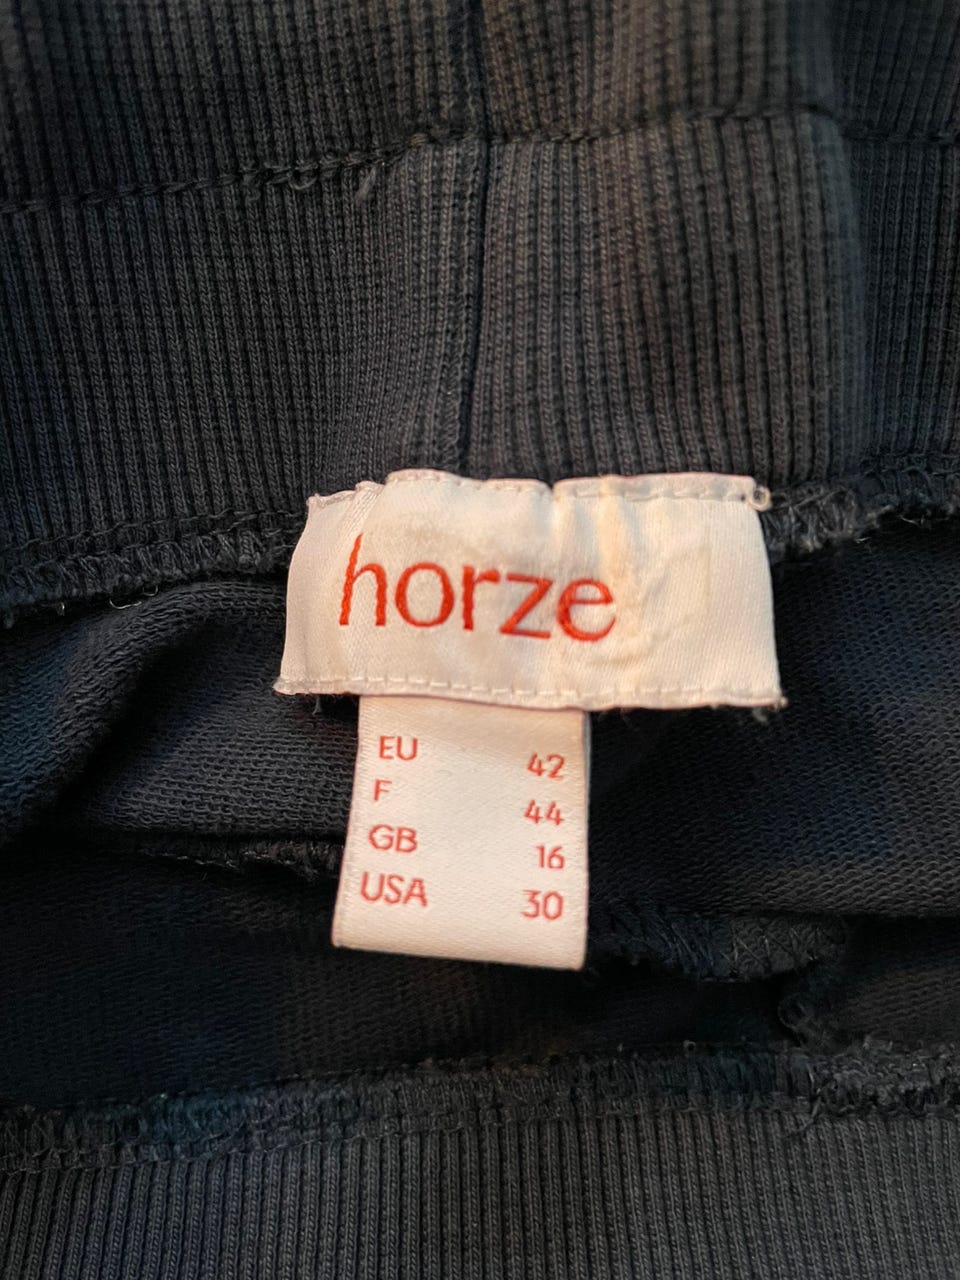 horze
EU 42
F 44
GB 16
USA 30